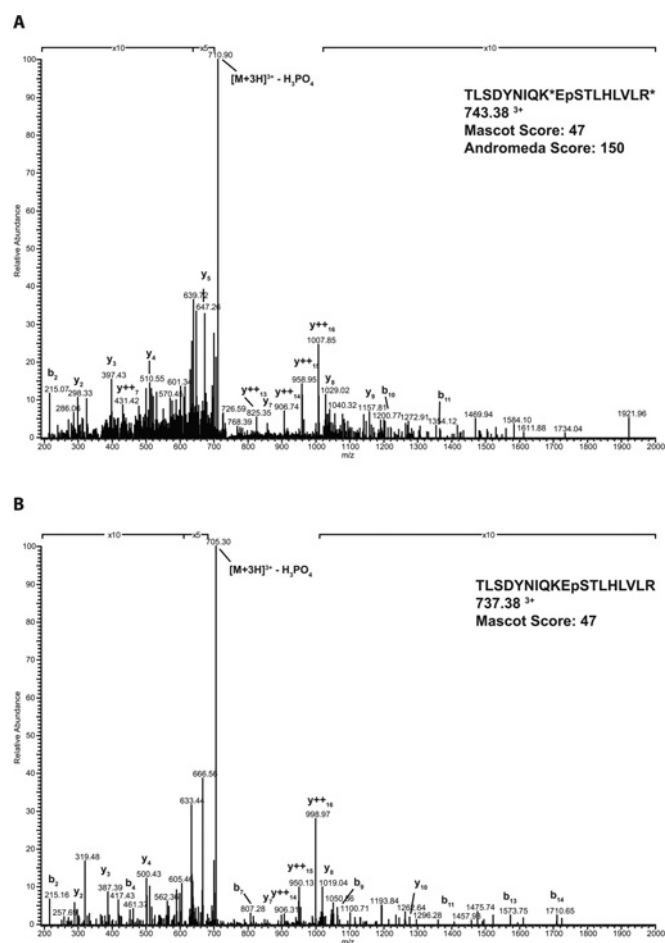 A
x10
x5
x10
710.90
[M+3H]³⁺ - H₃PO₄
TLSDYNIQK*EpSTLHLVLR*
743.38 ³⁺
Mascot Score: 47
Andromeda Score: 150
Relative Abundance
100
90
80
70
60
50
40
30
20
10
0
y₅
639.72
647.26
y++₁₆
1007.85
y₄
510.55
y₃
397.43
b₂
215.07
y₂
298.33
286.06
y++₇
431.42
570.45
601.34
726.59
768.39
y++₁₃
825.35
y₇
y++₁₄
906.74
y++₁₅
958.95
y₈
1029.02
1040.32
y₉
1157.81
b₁₀
1200.77
1272.91
b₁₁
1354.12
1469.94
1584.10
1611.88
1734.04
1921.96
200 300 400 500 600 700 800 900 1000 1100 1200 1300 1400 1500 1600 1700 1800 1900 2000
m/z
B
x10
x5
x10
705.30
[M+3H]³⁺ - H₃PO₄
TLSDYNIQKEpSTLHLVLR
737.38 ³⁺
Mascot Score: 47
Relative Abundance
100
90
80
70
60
50
40
30
20
10
0
666.56
633.44
y++₁₆
998.97
319.48
b₂
215.16
y₂
y₃
387.39
417.43
b₄
461.37
y₄
500.43
605.46
b₇
807.28
y₇
y++₁₄
906.31
y++₁₅
950.13
y₈
1019.04
b₉
1100.71
1193.84
y₁₀
1262.64
1296.28
b₁₁
1475.74
b₁₃
1573.75
b₁₄
1710.65
200 300 400 500 600 700 800 900 1000 1100 1200 1300 1400 1500 1600 1700 1800 1900 2000
m/z